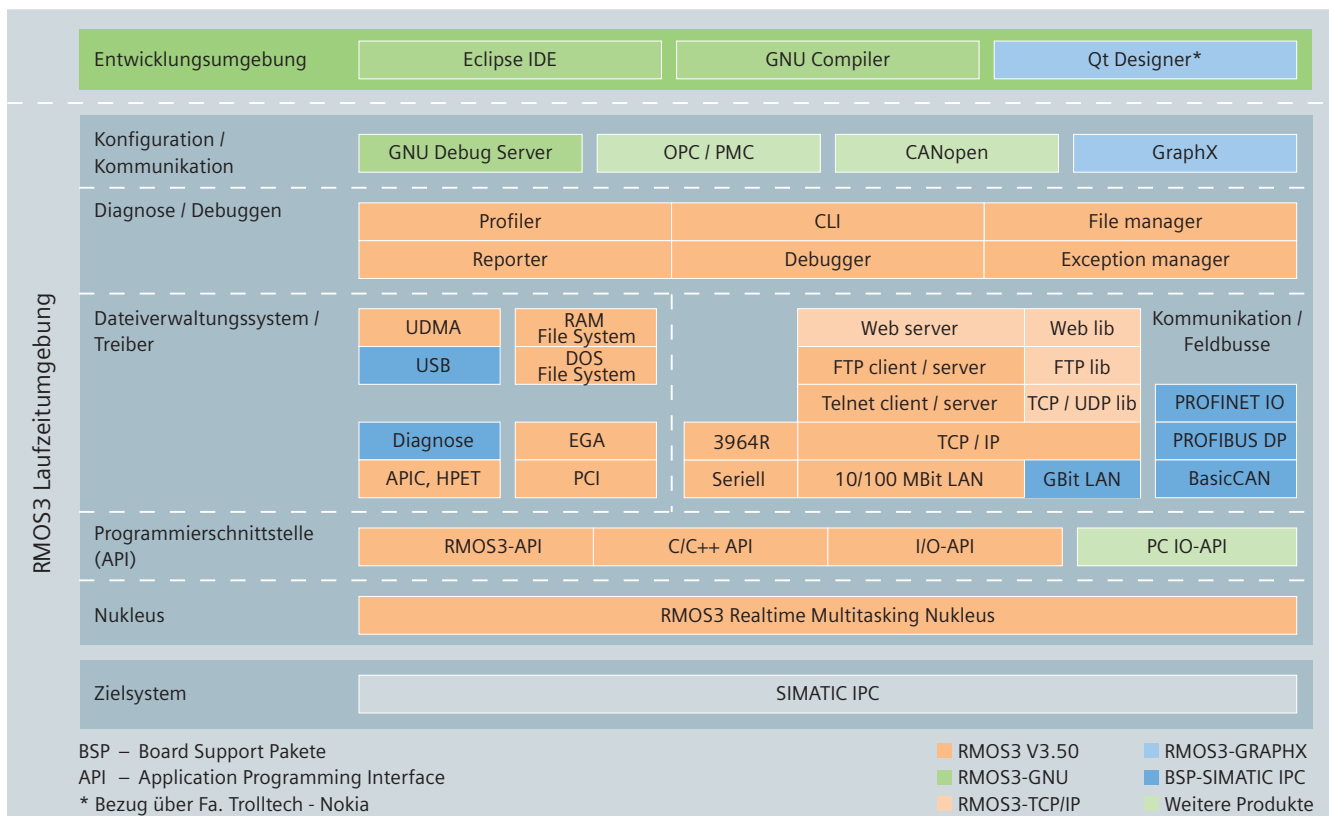 Entwicklungsumgebung
Eclipse IDE
GNU Compiler
Qt Designer*
RMOS3 Laufzeitumgebung
Konfiguration /
Kommunikation
GNU Debug Server
OPC / PMC
CANopen
GraphX
Diagnose / Debuggen
Profiler
CLI
File manager
Reporter
Debugger
Exception manager
Dateiverwaltungssystem /
Treiber
UDMA
RAM
File System
USB
DOS
File System
Diagnose
EGA
APIC, HPET
PCI
Web server
Web lib
FTP client / server
FTP lib
Telnet client / server
TCP / UDP lib
3964R
TCP / IP
Seriell
10/100 MBit LAN
GBit LAN
Kommunikation /
Feldbusse
PROFINET IO
PROFIBUS DP
BasicCAN
Programmierschnittstelle
(API)
RMOS3-API
C/C++ API
I/O-API
PC IO-API
Nukleus
RMOS3 Realtime Multitasking Nukleus
Zielsystem
SIMATIC IPC
BSP – Board Support Pakete
API – Application Programming Interface
* Bezug über Fa. Trolltech - Nokia
RMOS3 V3.50
RMOS3-GNU
RMOS3-TCP/IP
RMOS3-GRAPHX
BSP-SIMATIC IPC
Weitere Produkte